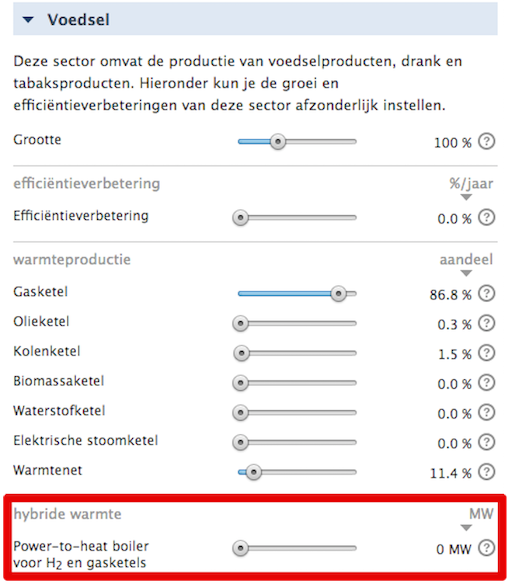 Voedsel
Deze sector omvat de productie van voedselproducten, drank en
tabaksproducten. Hieronder kun je de groei en
efficiëntieverbeteringen van deze sector afzonderlijk instellen.
Grootte 100 % ?
efficiëntieverbetering %/jaar
Efficiëntieverbetering 0.0 % ?
warmteproductie aandeel
Gasketel 86.8 % ?
Olieketel 0.3 % ?
Kolenketel 1.5 % ?
Biomassaketel 0.0 % ?
Waterstofketel 0.0 % ?
Elektrische stoomketel 0.0 % ?
Warmtenet 11.4 % ?
hybride warmte MW
Power-to-heat boiler
voor H₂ en gasketels 0 MW ?